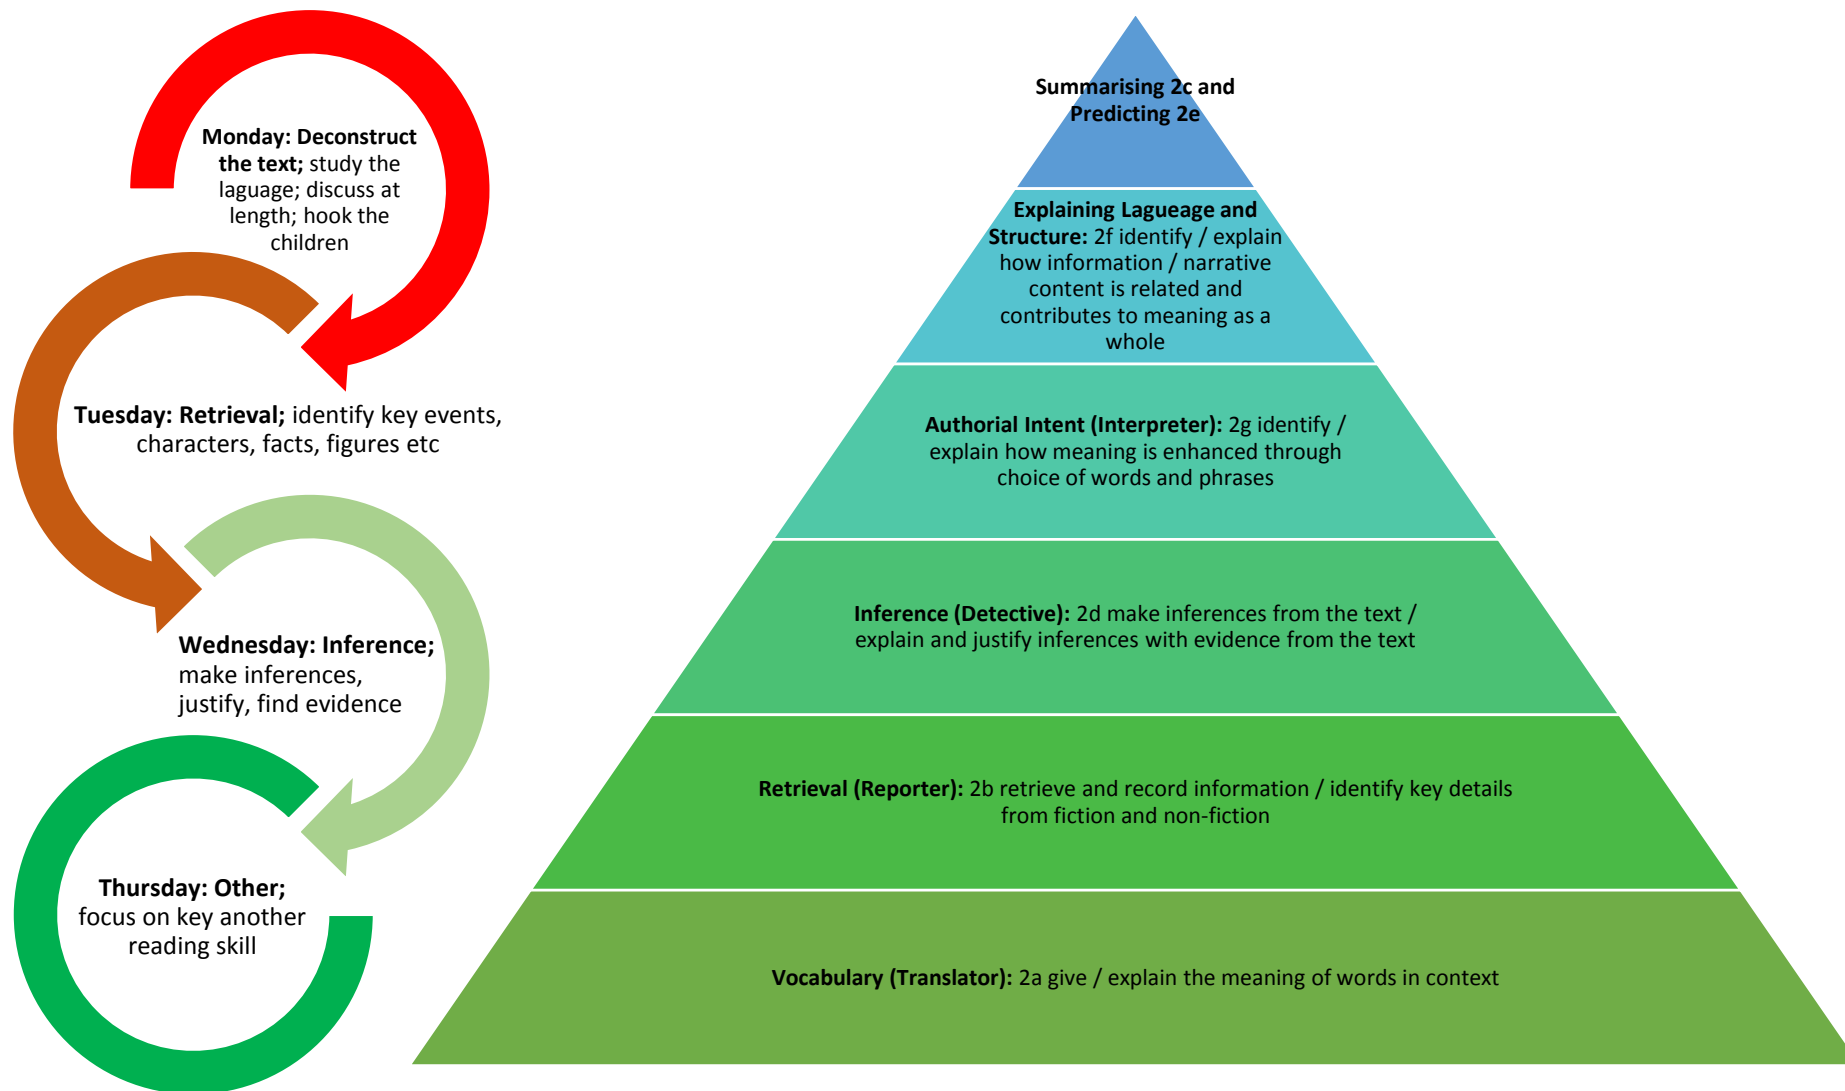 Monday: Deconstruct
the text; study the
laguage; discuss at
length; hook the
children
Tuesday: Retrieval; identify key events,
characters, facts, figures etc
Wednesday: Inference;
make inferences,
justify, find evidence
Thursday: Other;
focus on key another
reading skill
Summarising 2c and
Predicting 2e
Explaining Lagueage and
Structure: 2f identify / explain
how information / narrative
content is related and
contributes to meaning as a
whole
Authorial Intent (Interpreter): 2g identify /
explain how meaning is enhanced through
choice of words and phrases
Inference (Detective): 2d make inferences from the text /
explain and justify inferences with evidence from the text
Retrieval (Reporter): 2b retrieve and record information / identify key details
from fiction and non-fiction
Vocabulary (Translator): 2a give / explain the meaning of words in context